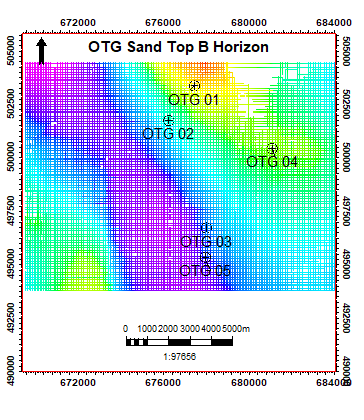 672000 676000 680000 684000
OTG Sand Top B Horizon
505000 505000
OTG 01
502500 502500
OTG 02
OTG 04
500000 500000
497500 497500
OTG 03
OTG 05
495000 495000
492500 492500
0 1000 2000 3000 4000 5000m
1:97656
490000 490000
672000 676000 680000 684000